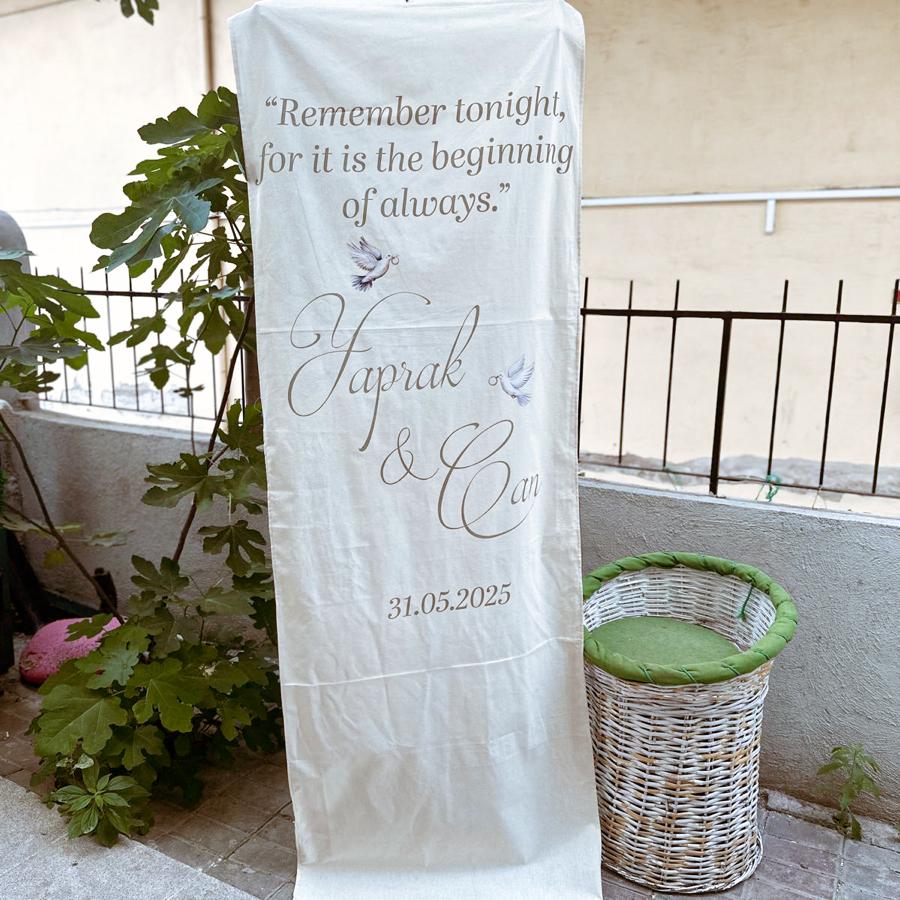 “Remember tonight,
for it is the beginning
of always.”
Yaprak
& Can
31.05.2025